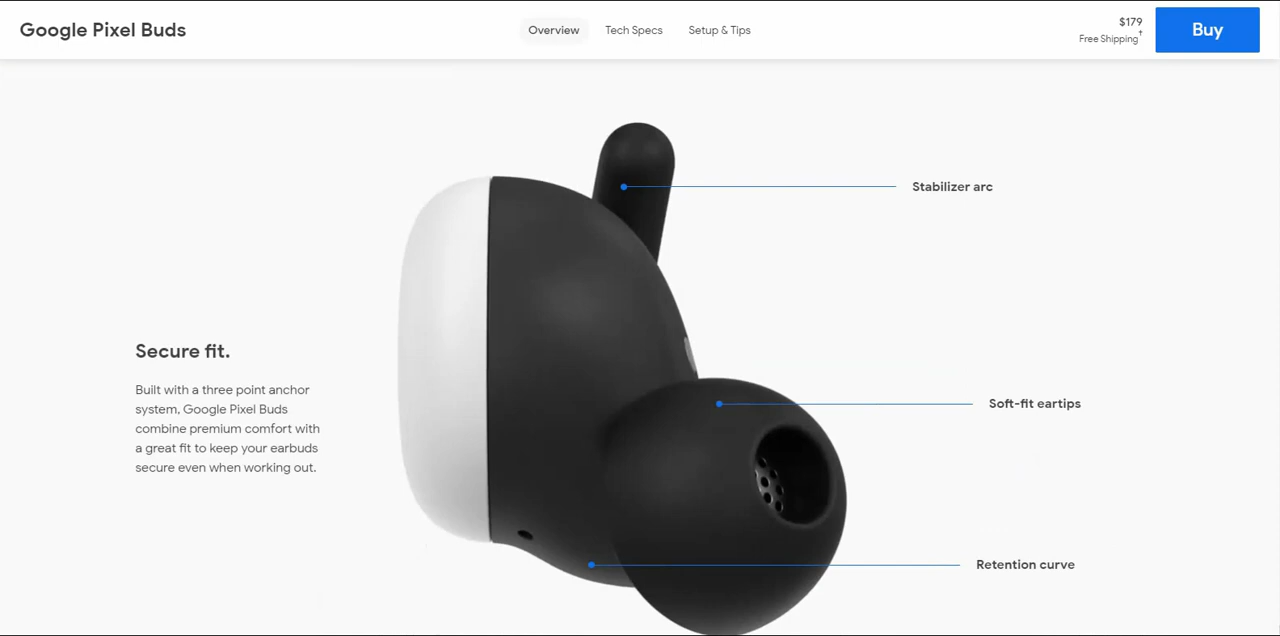 Google Pixel Buds
Overview
Tech Specs
Setup & Tips
$179
Free Shipping†
Buy
Stabilizer arc
Secure fit.
Built with a three point anchor
system, Google Pixel Buds
combine premium comfort with
a great fit to keep your earbuds
secure even when working out.
Soft-fit eartips
Retention curve